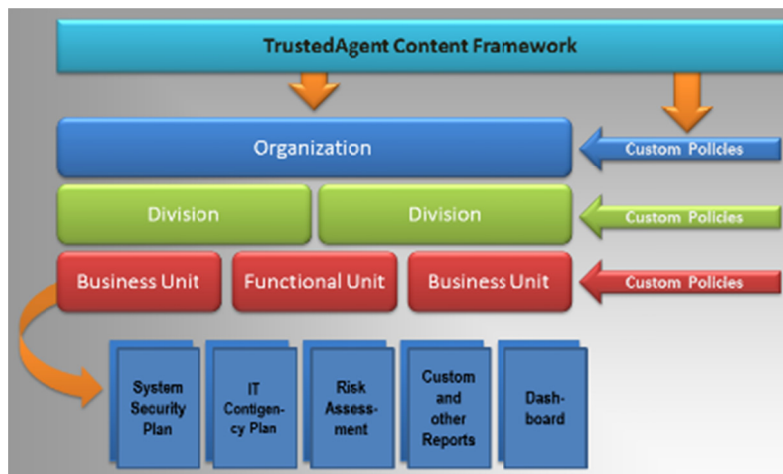 TrustedAgent Content Framework
Organization
Custom Policies
Division
Division
Custom Policies
Business Unit
Functional Unit
Business Unit
Custom Policies
System
Security
Plan
IT
Contigen-
cy Plan
Risk
Assess-
ment
Custom
and
other
Reports
Dash-
board